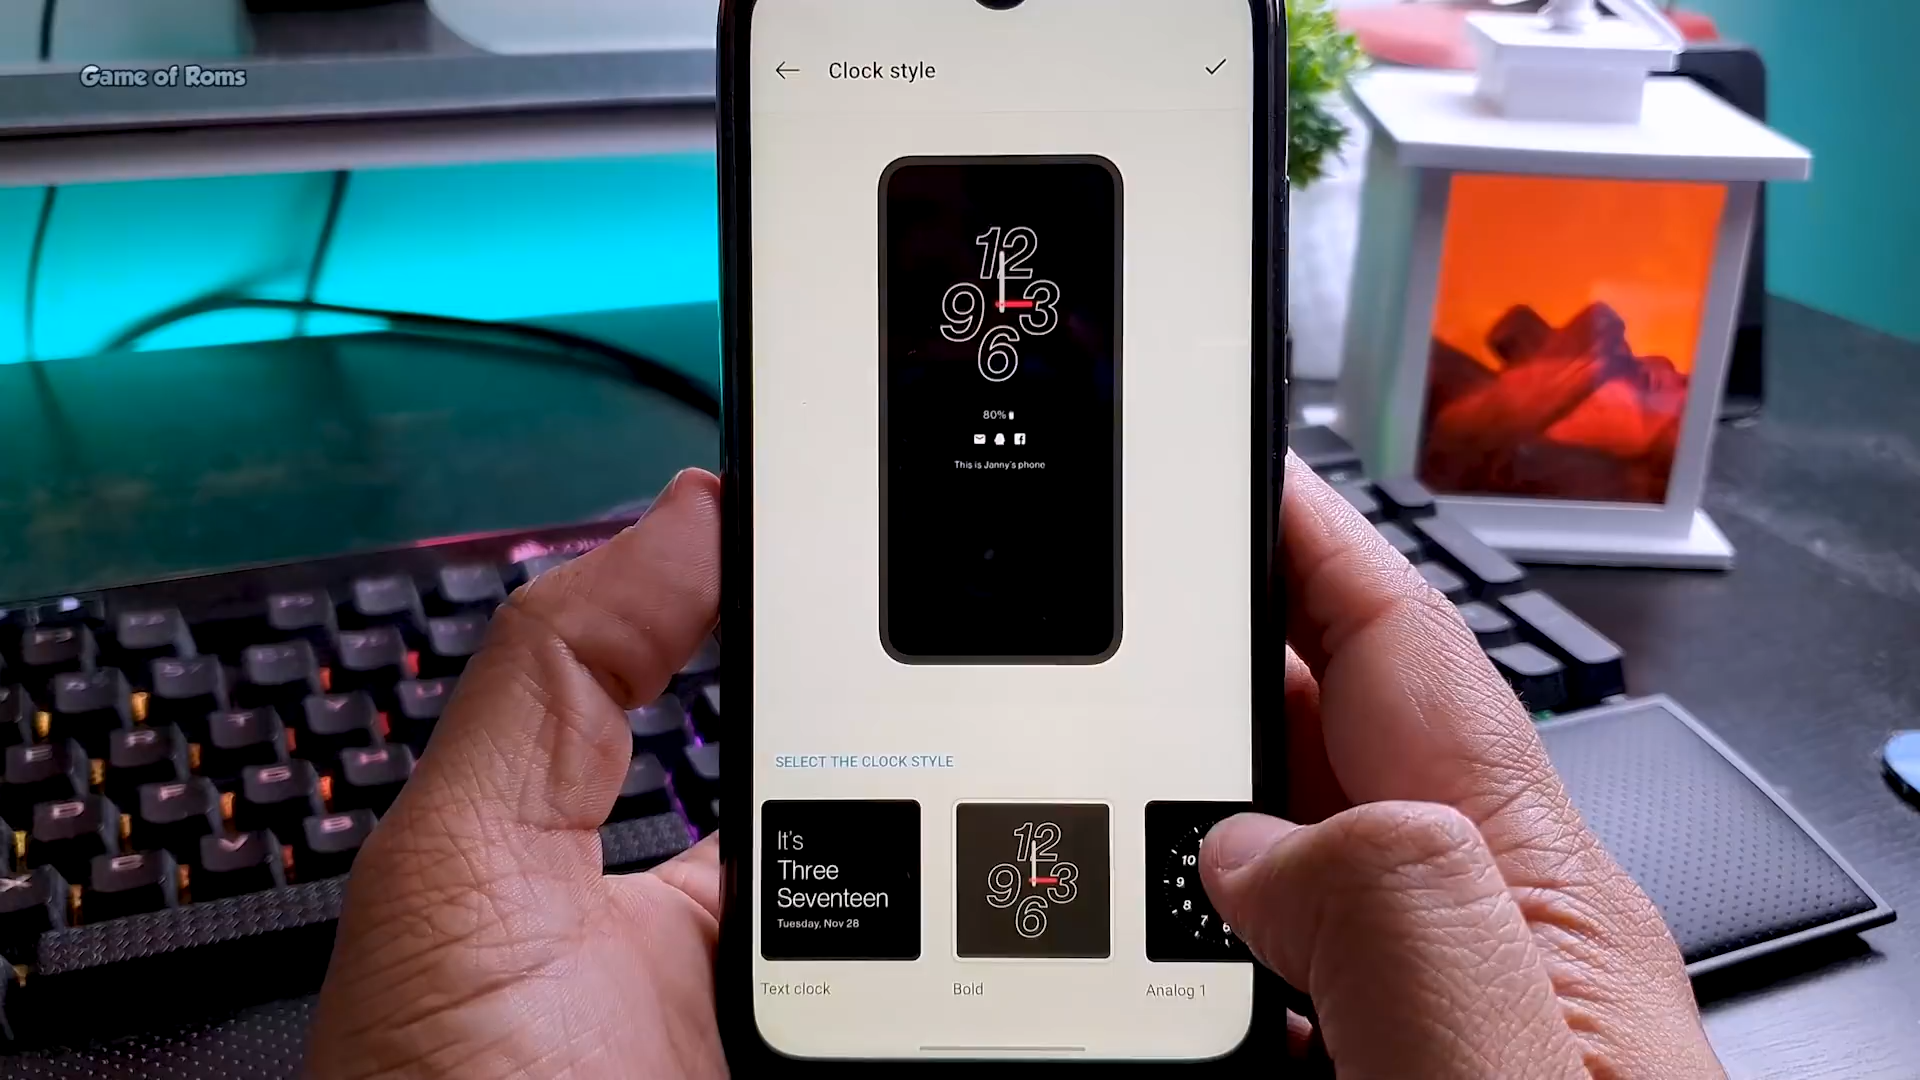 Game of Roms
Clock style
12
9 3
6
80%
This is Janny's phone
SELECT THE CLOCK STYLE
It's
Three
Seventeen
Tuesday, Nov 28
12
9 3
6
10
9
8
7
6
Text clock
Bold
Analog 1